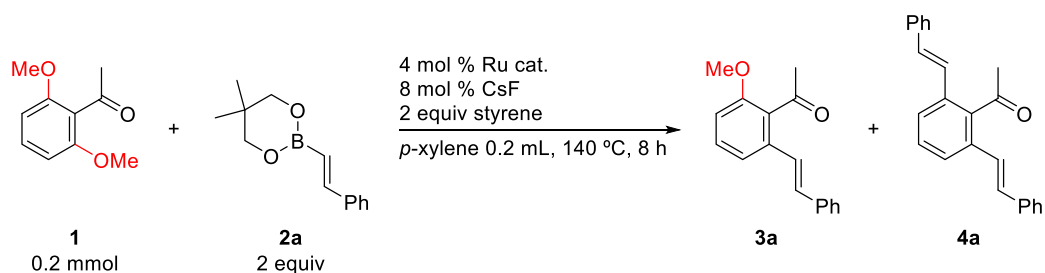 MeO
O
OMe
1
0.2 mmol
+
O
B
O
Ph
2a
2 equiv
4 mol % Ru cat.
8 mol % CsF
2 equiv styrene
p-xylene 0.2 mL, 140 ºC, 8 h
MeO
O
Ph
3a
+
Ph
O
Ph
4a